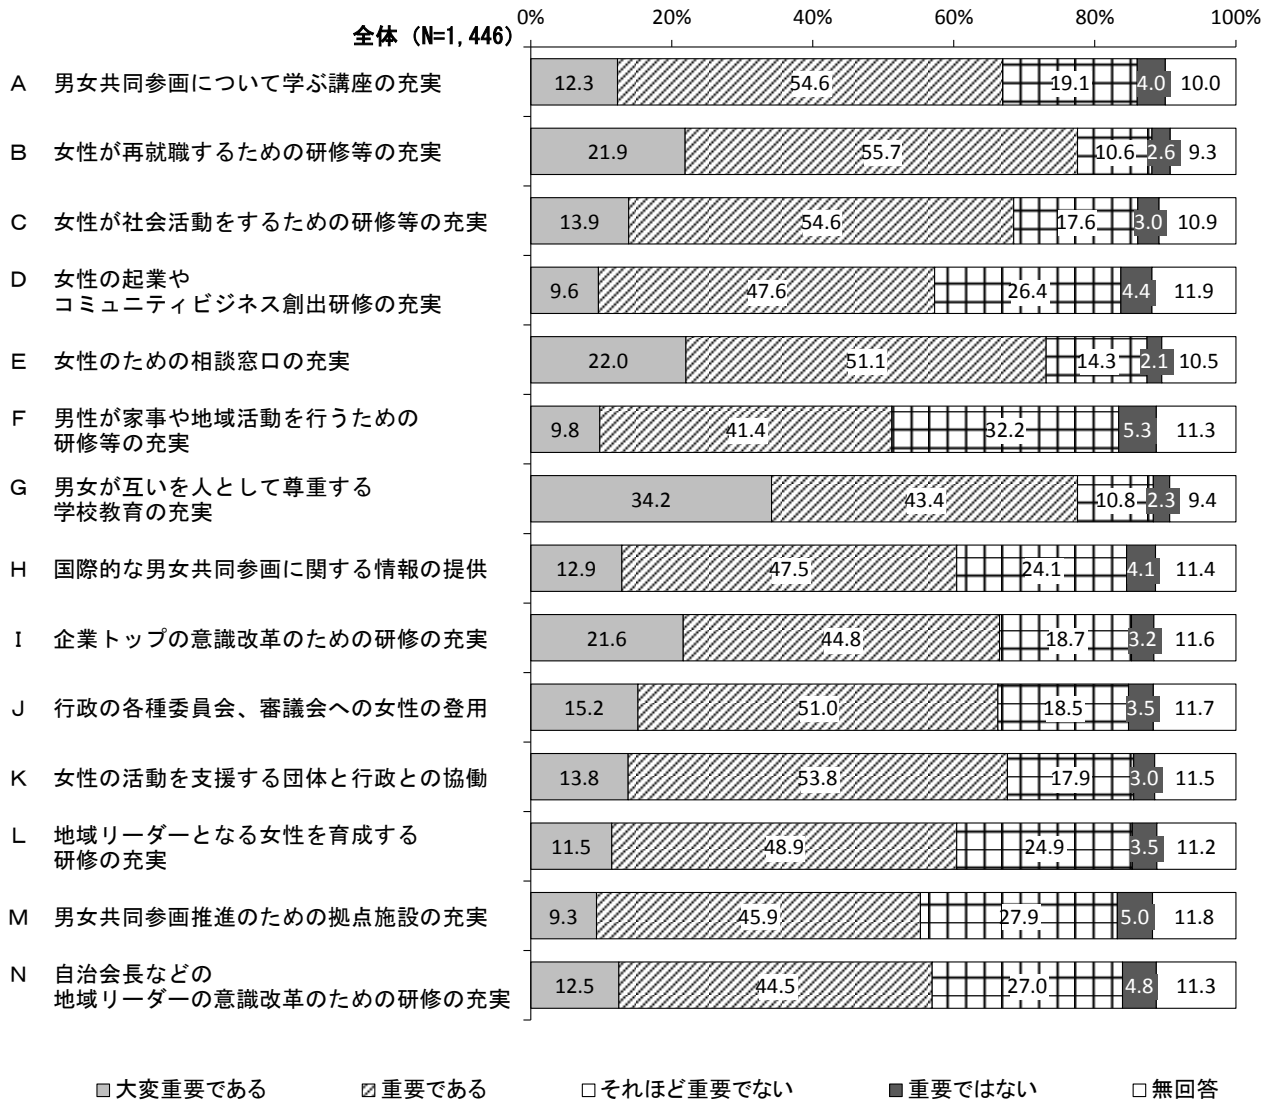 0% 20% 40% 60% 80% 100%
全体（N=1,446）
A 男女共同参画について学ぶ講座の充実 12.3 54.6 19.1 4.0 10.0
B 女性が再就職するための研修等の充実 21.9 55.7 10.6 2.6 9.3
C 女性が社会活動をするための研修等の充実 13.9 54.6 17.6 3.0 10.9
D 女性の起業や
コミュニティビジネス創出研修の充実 9.6 47.6 26.4 4.4 11.9
E 女性のための相談窓口の充実 22.0 51.1 14.3 2.1 10.5
F 男性が家事や地域活動を行うための
研修等の充実 9.8 41.4 32.2 5.3 11.3
G 男女が互いを人として尊重する
学校教育の充実 34.2 43.4 10.8 2.3 9.4
H 国際的な男女共同参画に関する情報の提供 12.9 47.5 24.1 4.1 11.4
I 企業トップの意識改革のための研修の充実 21.6 44.8 18.7 3.2 11.6
J 行政の各種委員会、審議会への女性の登用 15.2 51.0 18.5 3.5 11.7
K 女性の活動を支援する団体と行政との協働 13.8 53.8 17.9 3.0 11.5
L 地域リーダーとなる女性を育成する
研修の充実 11.5 48.9 24.9 3.5 11.2
M 男女共同参画推進のための拠点施設の充実 9.3 45.9 27.9 5.0 11.8
N 自治会長などの
地域リーダーの意識改革のための研修の充実 12.5 44.5 27.0 4.8 11.3
大変重要である 重要である それほど重要でない 重要ではない 無回答